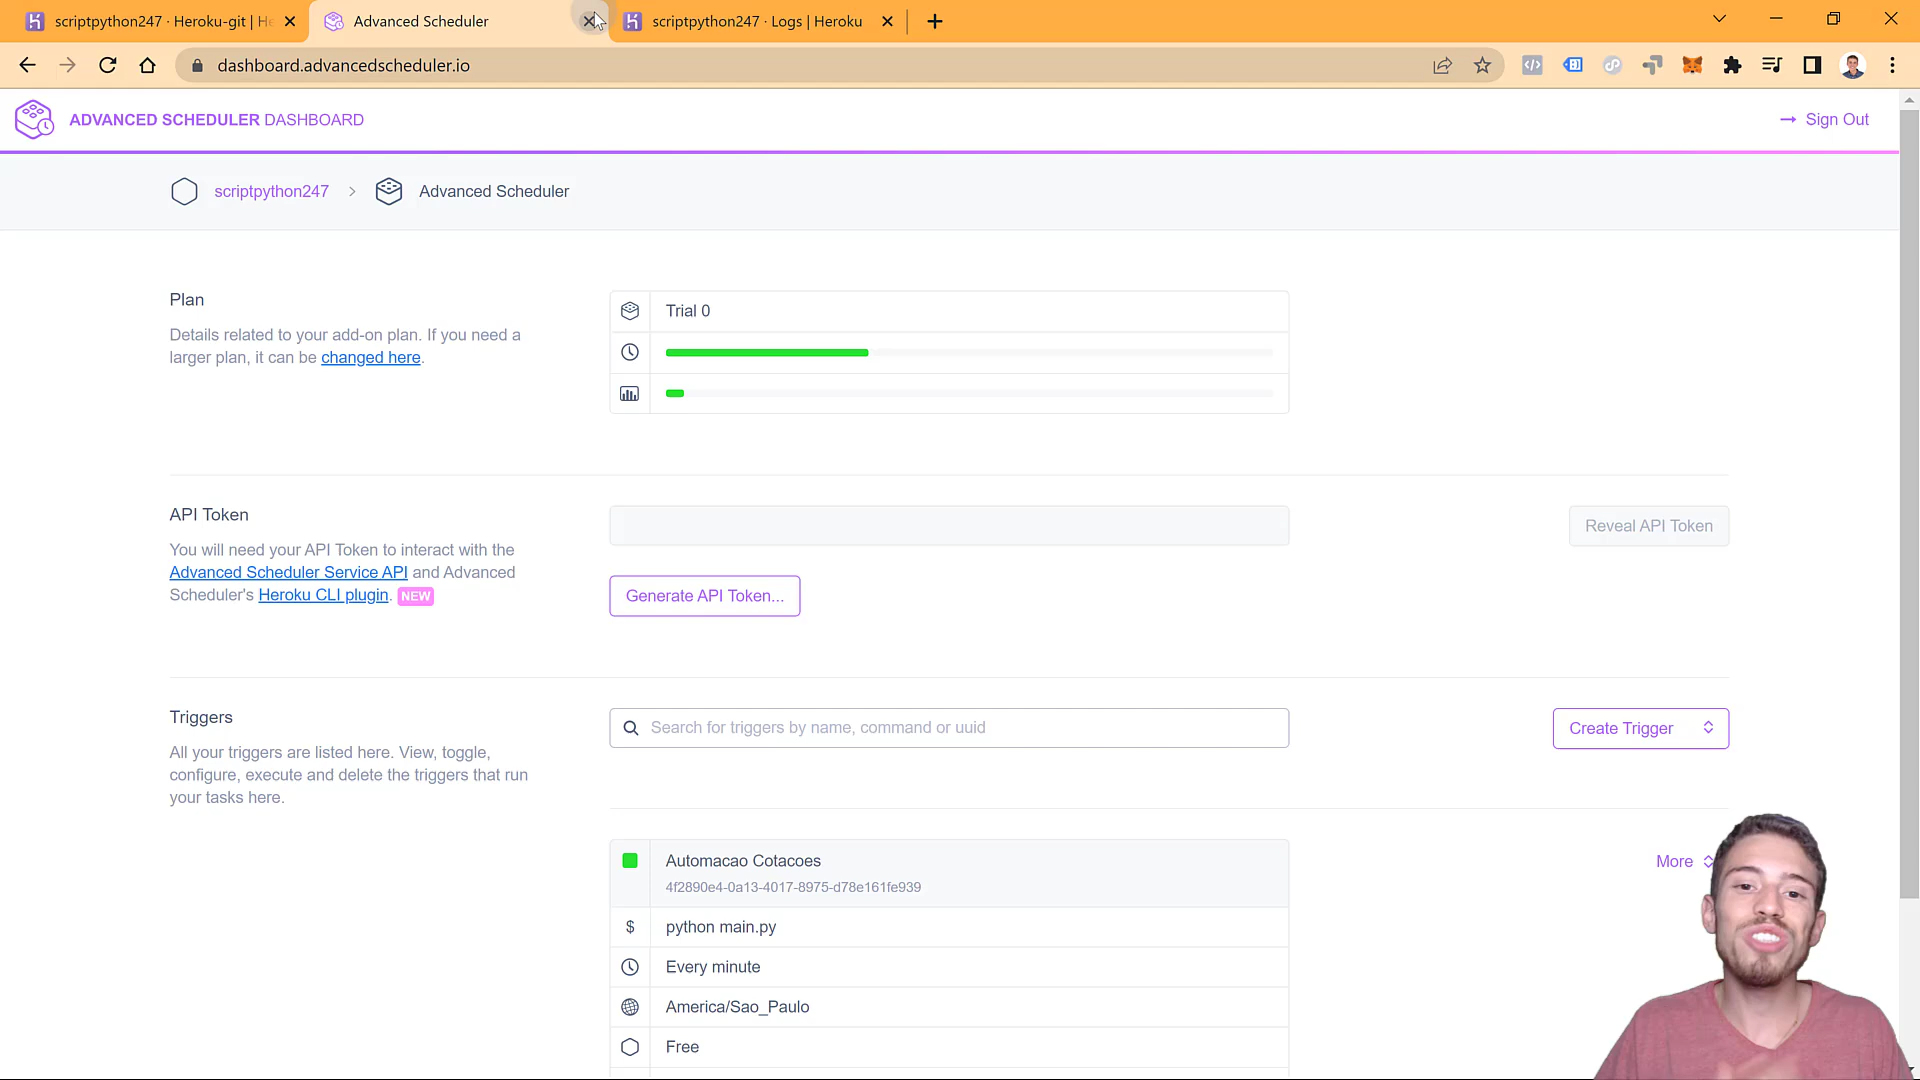 scriptpython247 · Heroku-git | He
Advanced Scheduler
scriptpython247 · Logs | Heroku
dashboard.advancedscheduler.io
ADVANCED SCHEDULER DASHBOARD
Sign Out
scriptpython247 > Advanced Scheduler
Plan
Details related to your add-on plan. If you need a
larger plan, it can be changed here.
Trial 0
API Token
You will need your API Token to interact with the
Advanced Scheduler Service API and Advanced
Scheduler's Heroku CLI plugin. NEW
Reveal API Token
Generate API Token...
Triggers
All your triggers are listed here. View, toggle,
configure, execute and delete the triggers that run
your tasks here.
Search for triggers by name, command or uuid
Create Trigger
Automacao Cotacoes
4f2890e4-0a13-4017-8975-d78e161fe939
More
$ python main.py
Every minute
America/Sao_Paulo
Free